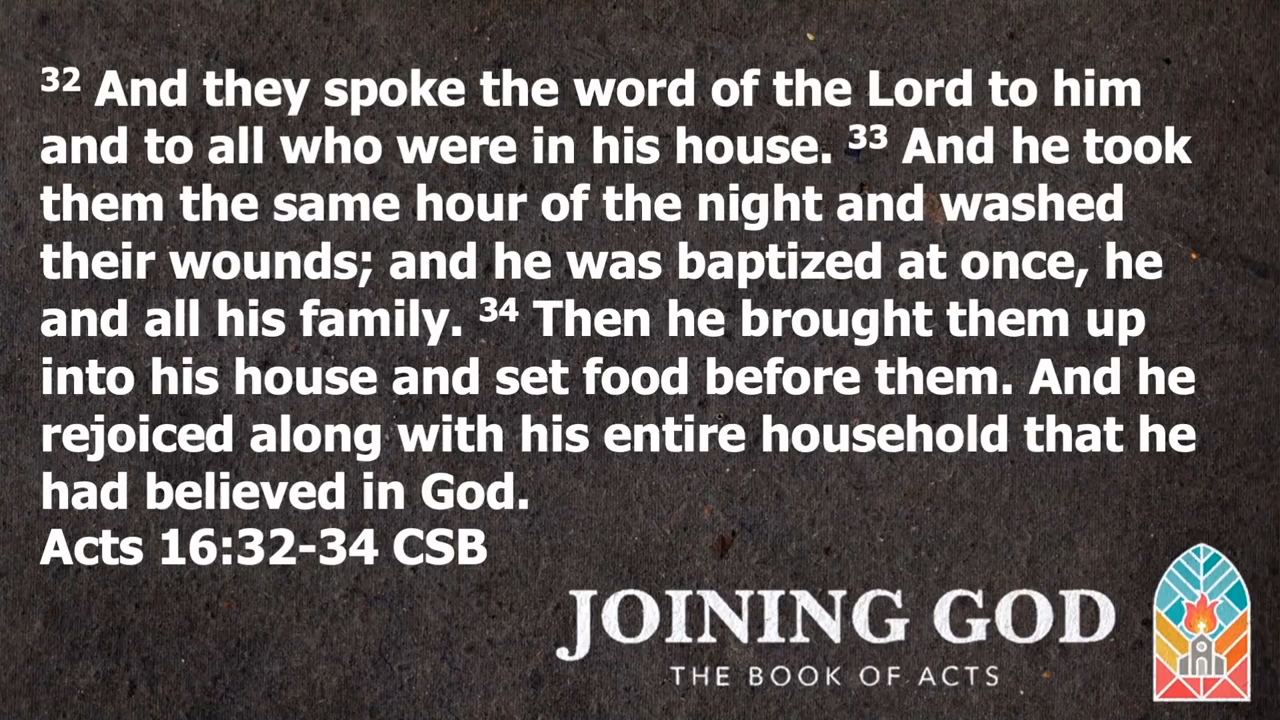 32 And they spoke the word of the Lord to him
and to all who were in his house. 33 And he took
them the same hour of the night and washed
their wounds; and he was baptized at once, he
and all his family. 34 Then he brought them up
into his house and set food before them. And he
rejoiced along with his entire household that he
had believed in God.
Acts 16:32-34 CSB
JOINING GOD
THE BOOK OF ACTS